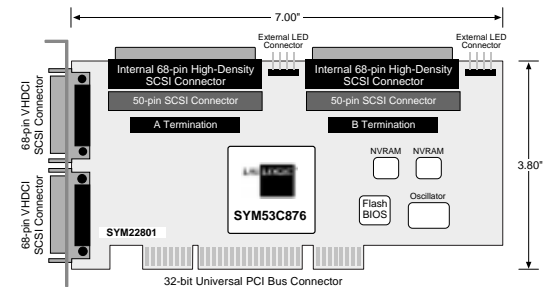 7.00"
External LED
Connector
External LED
Connector
Internal 68-pin High-Density
SCSI Connector
Internal 68-pin High-Density
SCSI Connector
50-pin SCSI Connector
50-pin SCSI Connector
A Termination
B Termination
68-pin VHDCI
SCSI Connector
68-pin VHDCI
SCSI Connector
NVRAM
NVRAM
3.80"
LSI LOGIC
SYM53C876
Flash
BIOS
Oscillator
SYM22801
32-bit Universal PCI Bus Connector